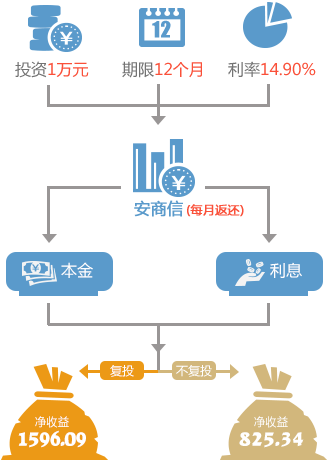 12
投资1万元
期限12个月
利率14.90%
安商信 (每月返还)
本金
利息
复投
不复投
净收益
1596.09
净收益
825.34